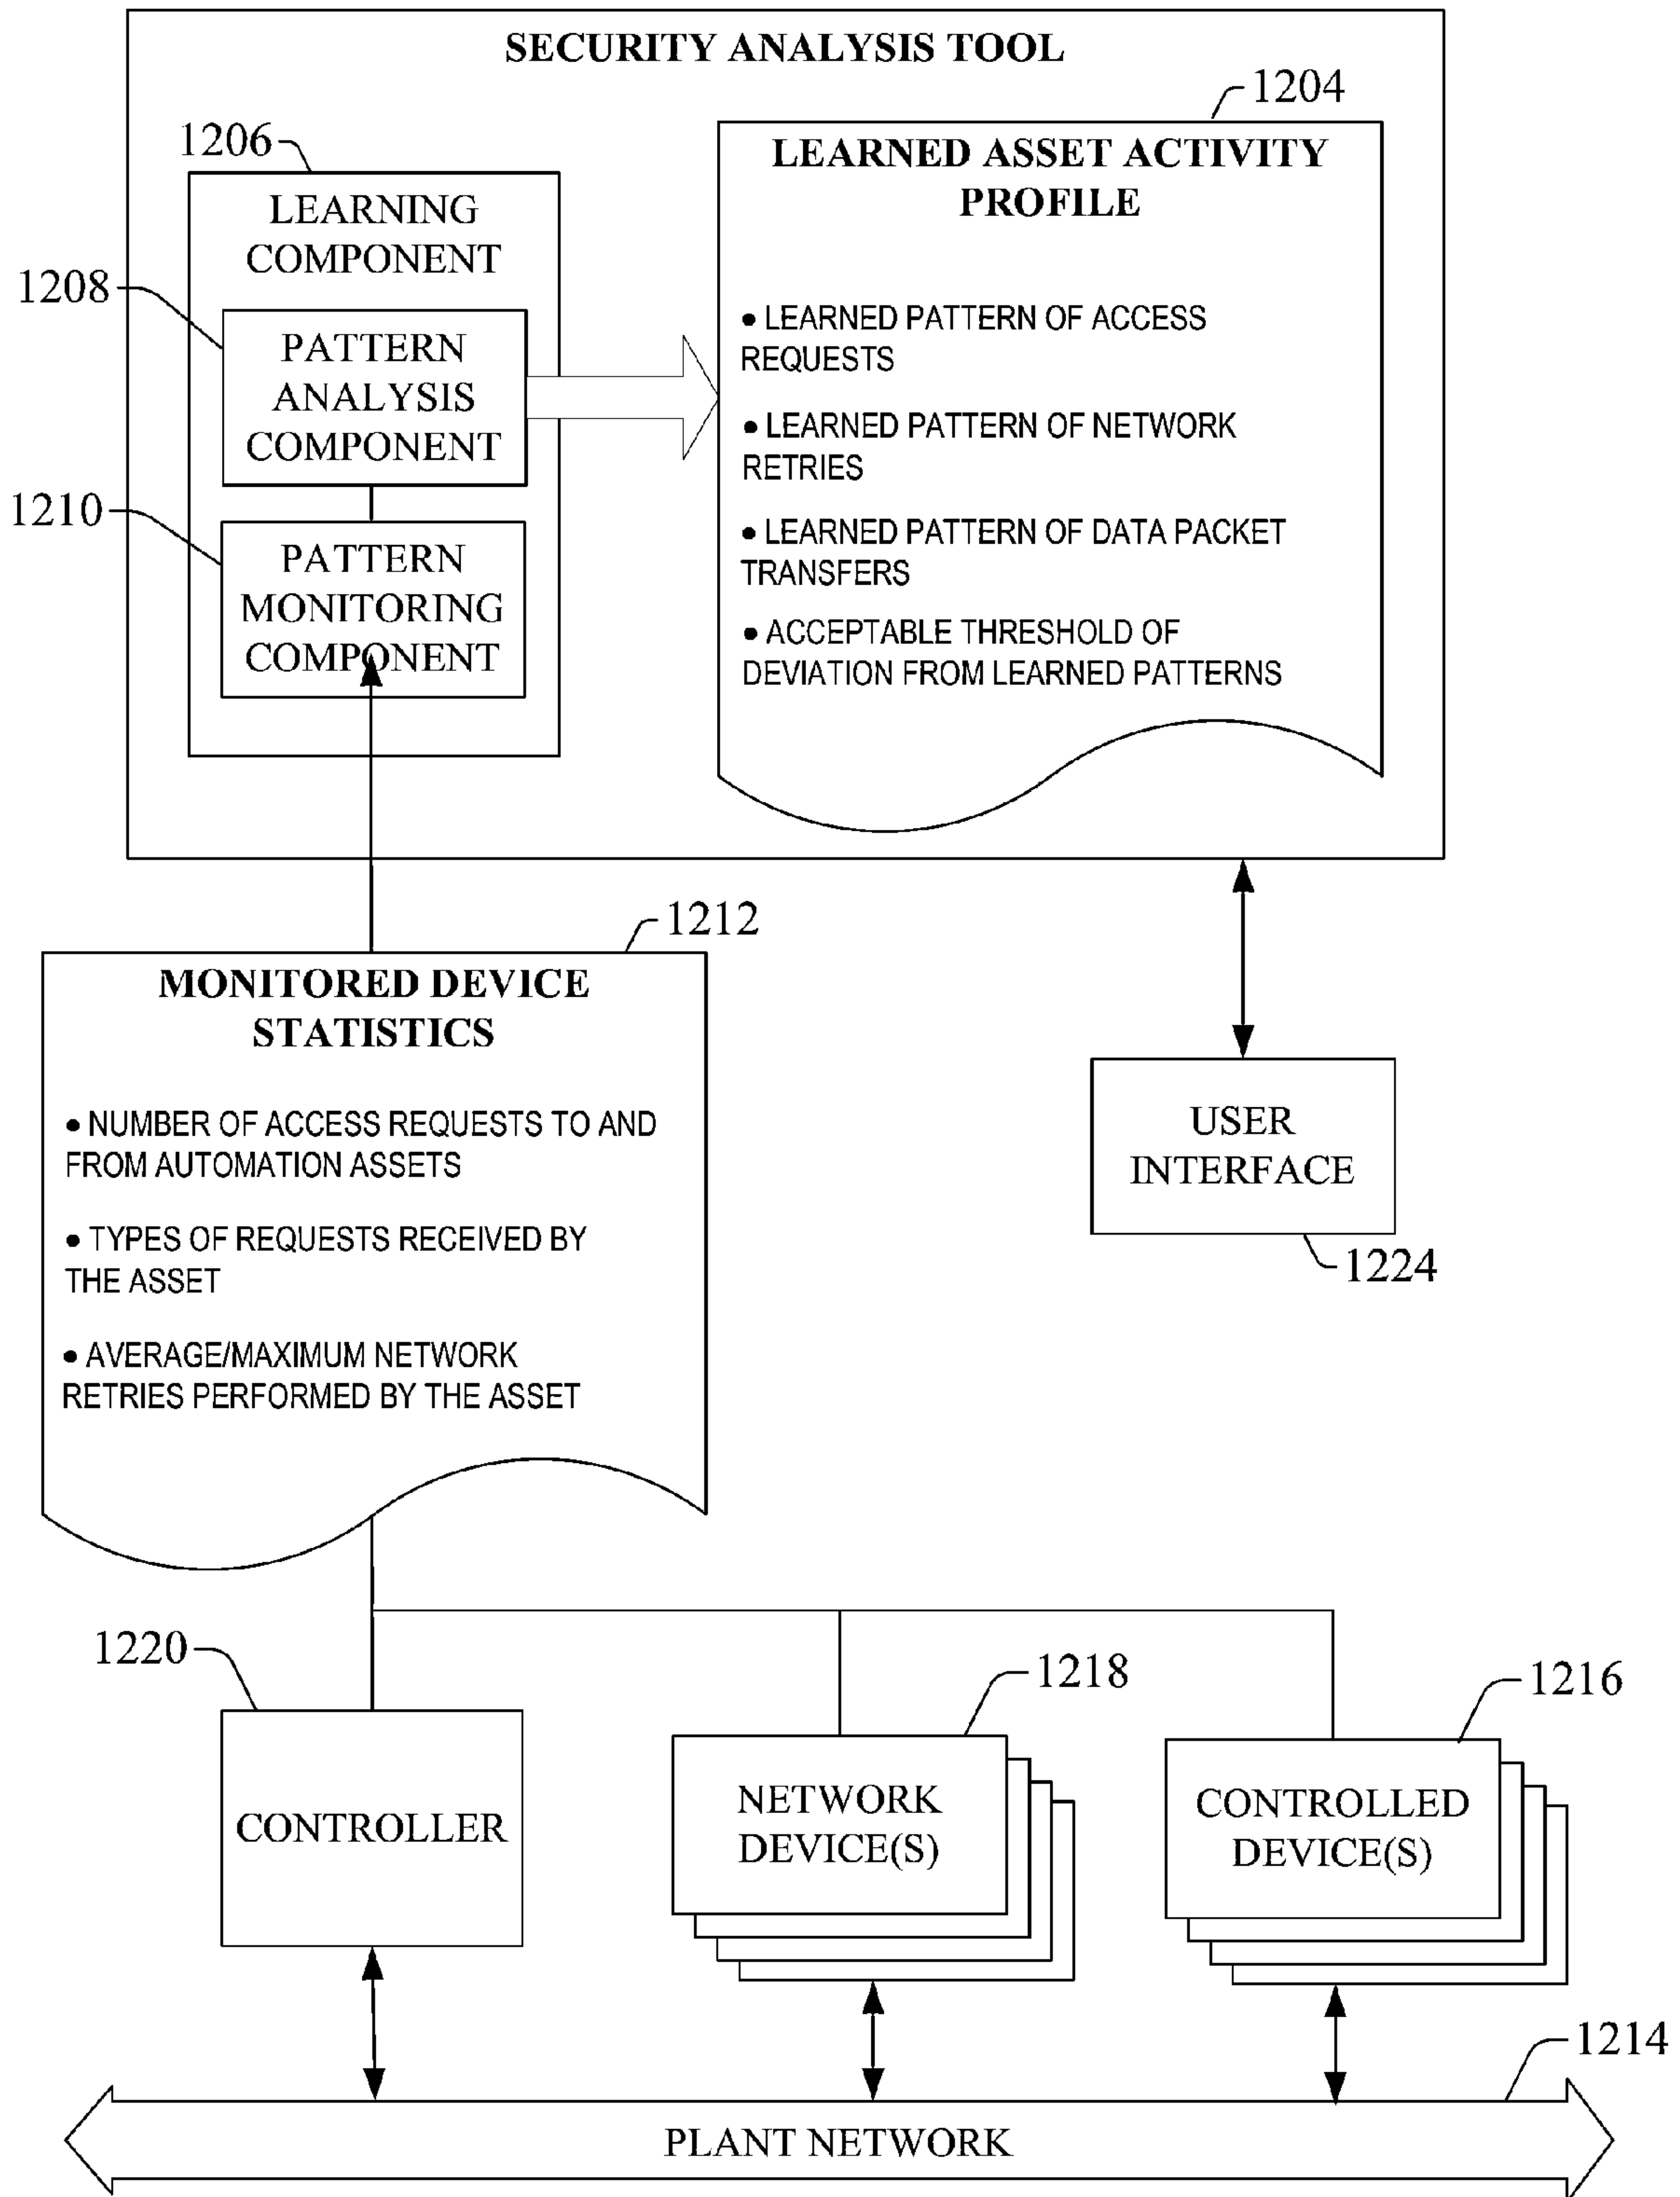 SECURITY ANALYSIS TOOL
1204
1206
LEARNED ASSET ACTIVITY
PROFILE
LEARNING
COMPONENT
1208
PATTERN
ANALYSIS
COMPONENT
• LEARNED PATTERN OF ACCESS
REQUESTS
• LEARNED PATTERN OF NETWORK
RETRIES
• LEARNED PATTERN OF DATA PACKET
TRANSFERS
• ACCEPTABLE THRESHOLD OF
DEVIATION FROM LEARNED PATTERNS
1210
PATTERN
MONITORING
COMPONENT
1212
MONITORED DEVICE
STATISTICS
• NUMBER OF ACCESS REQUESTS TO AND
FROM AUTOMATION ASSETS
• TYPES OF REQUESTS RECEIVED BY
THE ASSET
• AVERAGE/MAXIMUM NETWORK
RETRIES PERFORMED BY THE ASSET
USER
INTERFACE
1224
1220
1218
1216
CONTROLLER
NETWORK
DEVICE(S)
CONTROLLED
DEVICE(S)
1214
PLANT NETWORK